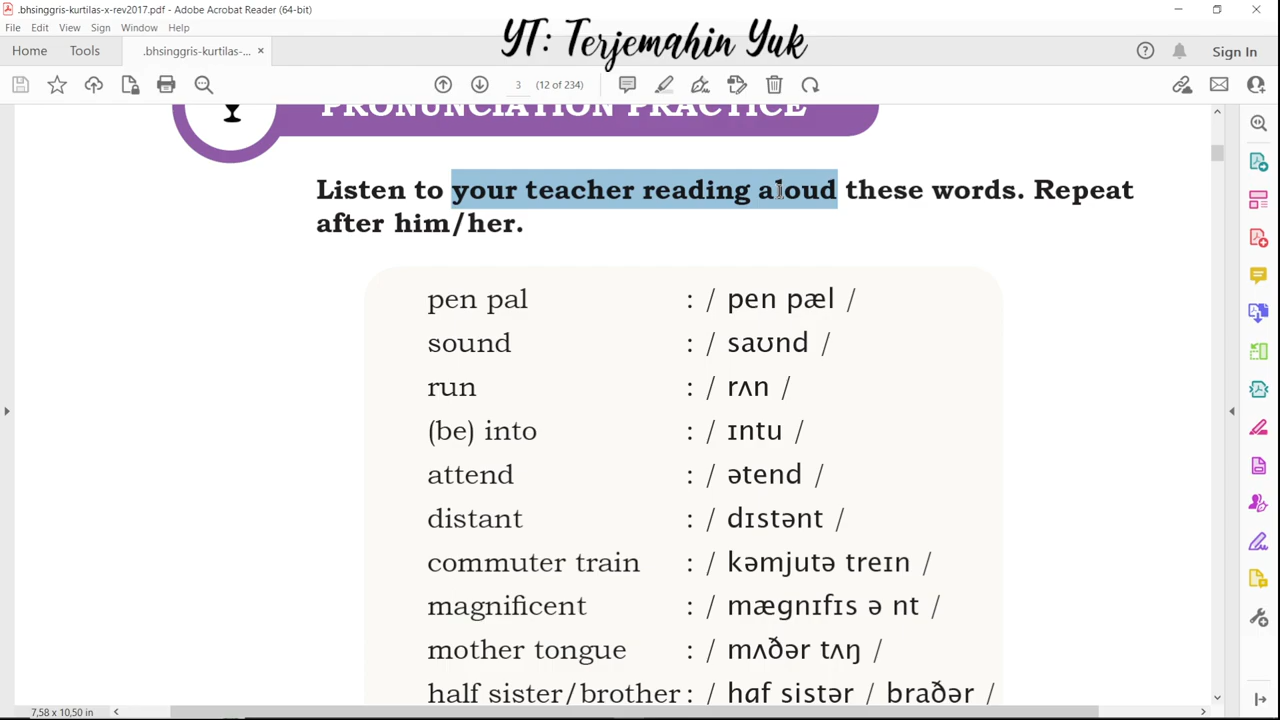 .bhsinggris-kurtilas-x-rev2017.pdf - Adobe Acrobat Reader (64-bit)
File Edit View Sign Window Help
YT: Terjemahin Yuk
Home Tools .bhsinggris-kurtilas-... × Sign In
3 (12 of 234)
PRONUNCIATION PRACTICE
Listen to your teacher reading aloud these words. Repeat
after him/her.
pen pal : / pen pæl /
sound : / saʊnd /
run : / rʌn /
(be) into : / ɪntu /
attend : / ətend /
distant : / dɪstənt /
commuter train : / kəmjutə treɪn /
magnificent : / mægnɪfɪs ə nt /
mother tongue : / mʌðər tʌŋ /
half sister/brother : / hɑf sistər / braðər /
7,58 x 10,50 in